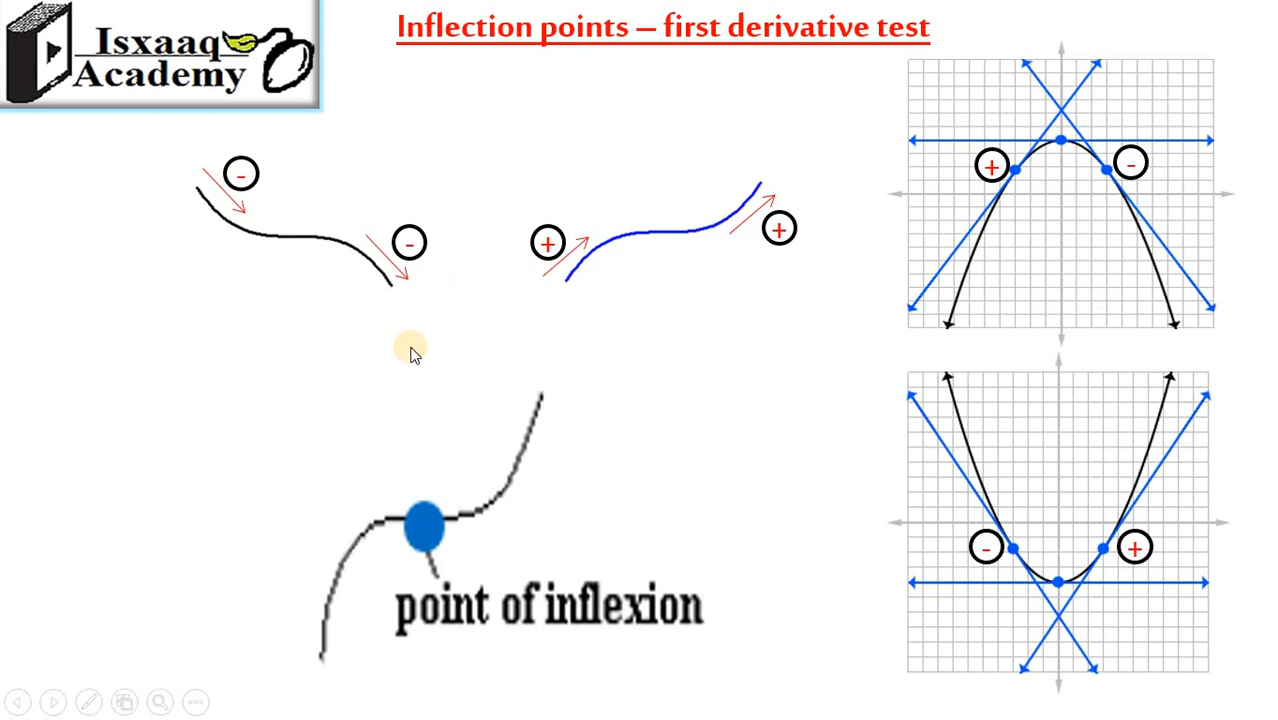 Isxaaq
Academy
Inflection points – first derivative test
-
-
+
+
+
-
-
+
point of inflexion